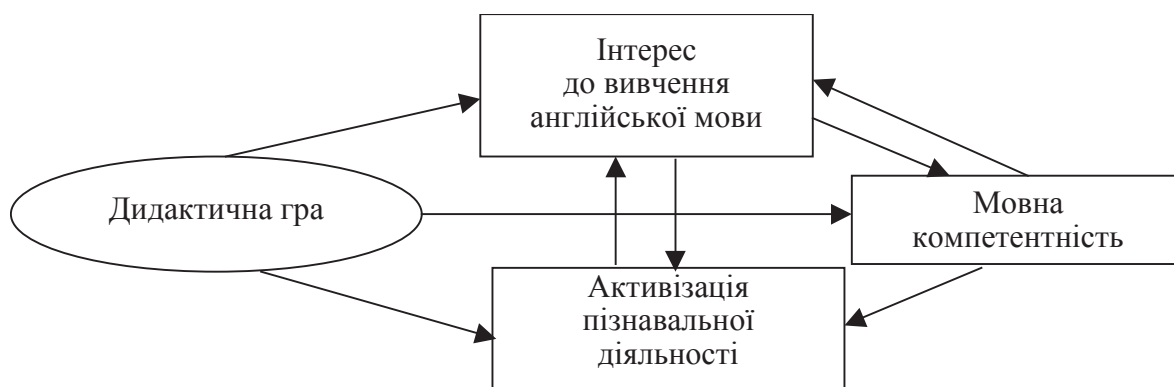 Інтерес
до вивчення
англійської мови
Дидактична гра
Мовна
компетентність
Активізація
пізнавальної
діяльності